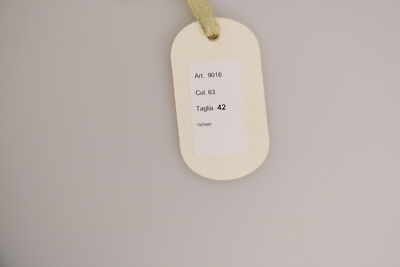 Art. 9016
Col. 63
Taglia 42